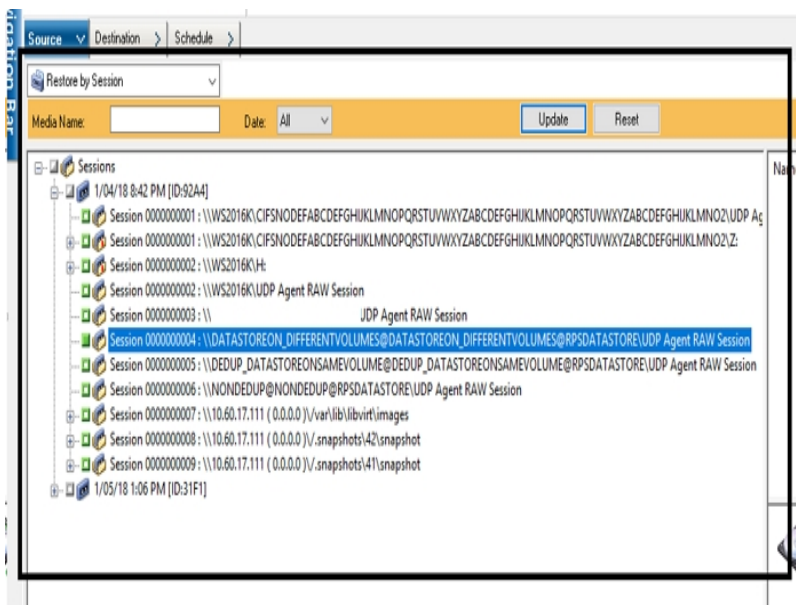 Navigation Bar
Source Destination > Schedule >
Restore by Session
Media Name: Date: All Update Reset
Sessions
Name
1/04/18 8:42 PM [ID:92A4]
Session 0000000001 : \\WS2016K\CIFSNODEFABCDEFGHIJKLMNOPQRSTUVWXYZABCDEFGHIJKLMNOPQRSTUVWXYZABCDEFGHIJKLMNO2\UDP Ag
Session 0000000001 : \\WS2016K\CIFSNODEFABCDEFGHIJKLMNOPQRSTUVWXYZABCDEFGHIJKLMNOPQRSTUVWXYZABCDEFGHIJKLMNO2\Z:
Session 0000000002 : \\WS2016K\H:
Session 0000000002 : \\WS2016K\UDP Agent RAW Session
Session 0000000003 : \\ UDP Agent RAW Session
Session 0000000004 : \\DATASTOREON_DIFFERENTVOLUMES@DATASTOREON_DIFFERENTVOLUMES@RPSDATASTORE\UDP Agent RAW Session
Session 0000000005 : \\DEDUP_DATASTOREONSAMEVOLUME@DEDUP_DATASTOREONSAMEVOLUME@RPSDATASTORE\UDP Agent RAW Session
Session 0000000006 : \\NONDEDUP@NONDEDUP@RPSDATASTORE\UDP Agent RAW Session
Session 0000000007 : \\10.60.17.111 ( 0.0.0.0 )\/var\lib\libvirt\images
Session 0000000008 : \\10.60.17.111 ( 0.0.0.0 )\/.snapshots\42\snapshot
Session 0000000009 : \\10.60.17.111 ( 0.0.0.0 )\/.snapshots\41\snapshot
1/05/18 1:06 PM [ID:31F1]